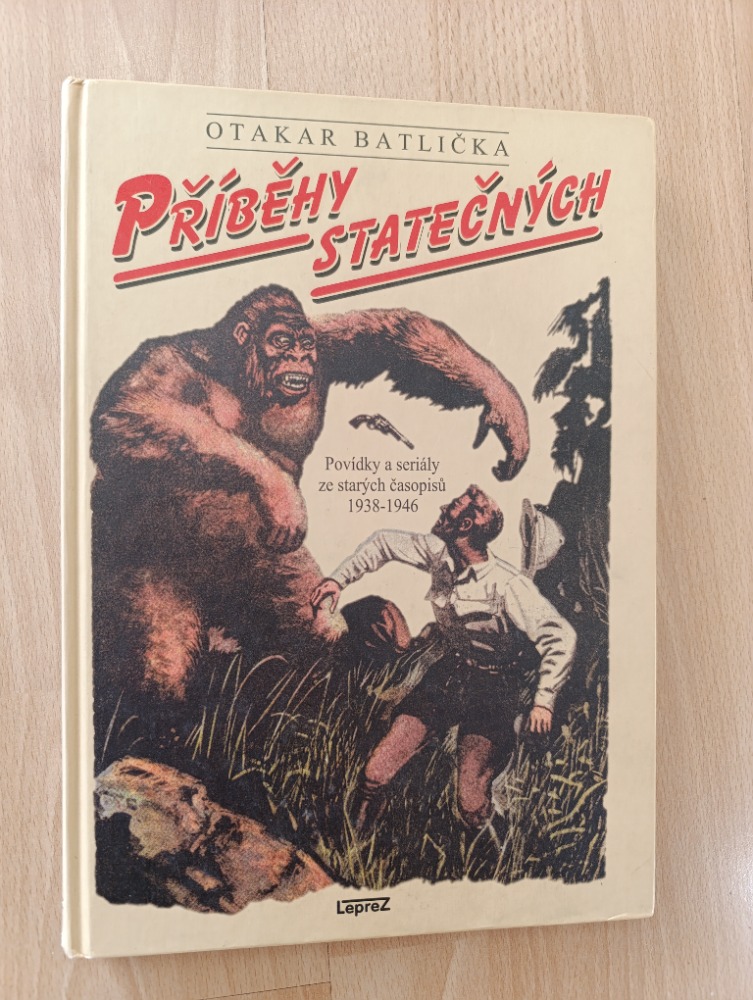 OTAKAR BATLIČKA
PŘÍBĚHY
STATEČNÝCH
Povídky a seriály
ze starých časopisů
1938-1946
LepreZ